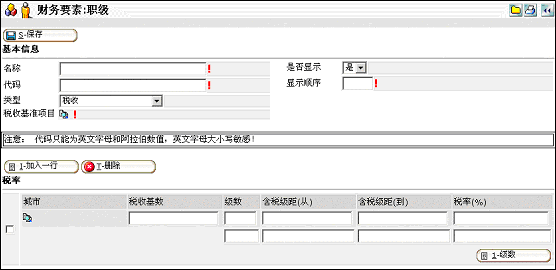 财务要素:职级
S-保存
基本信息
名称 ! 是否显示 是
代码 ! 显示顺序 !
类型 税收
税收基准项目 !
注意： 代码只能为英文字母和阿拉伯数值，英文字母大小写敏感！
I-加入一行 T-删除
税率
城市 税收基数 级数 含税级距(从) 含税级距(到) 税率(%)
1-级数